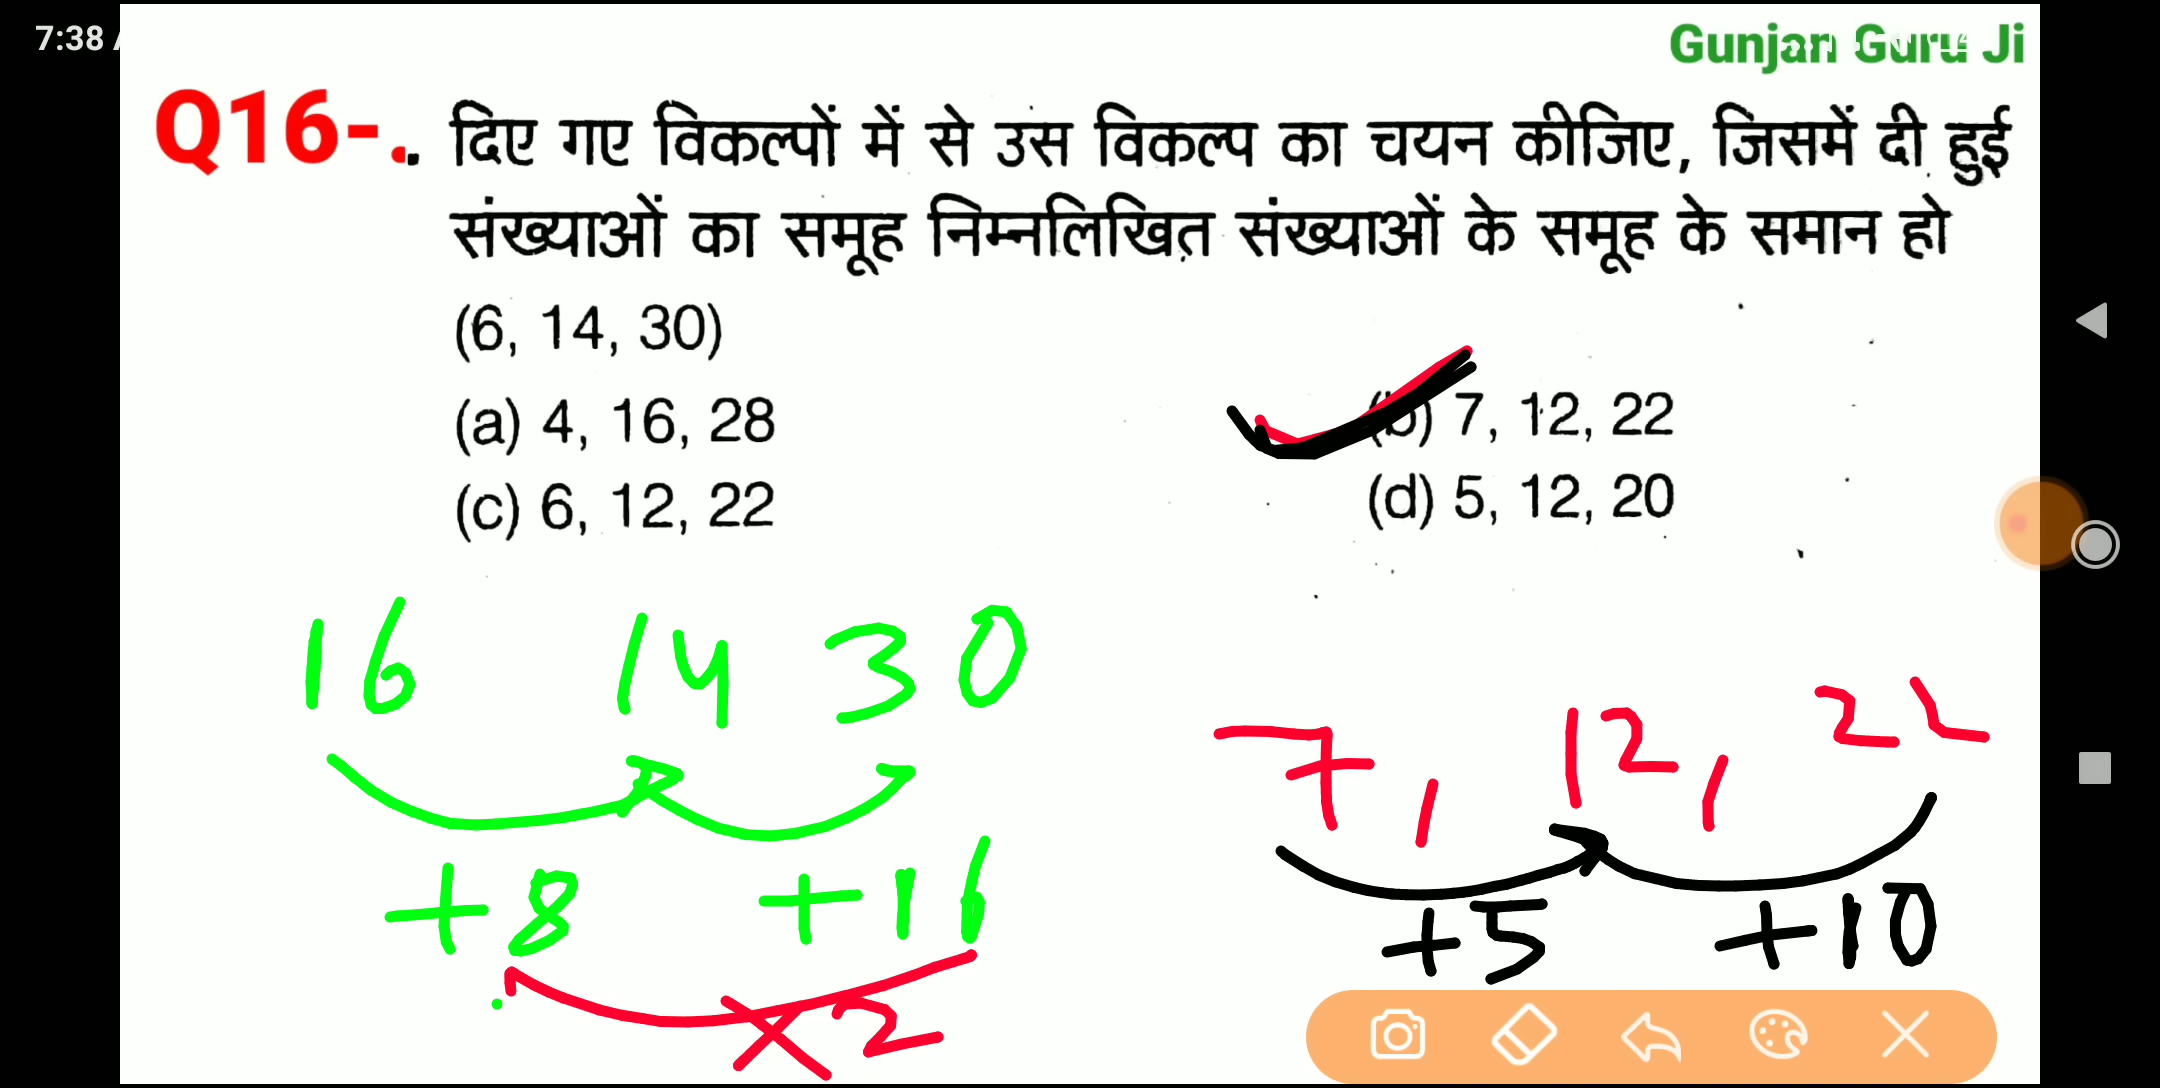 7:38
Gunjan Guru Ji
Q16-. . दिए गए विकल्पों में से उस विकल्प का चयन कीजिए, जिसमें दी हुई
संख्याओं का समूह निम्नलिखित संख्याओं के समूह के समान हो
(6, 14, 30)
(a) 4, 16, 28
(b) 7, 12, 22
(c) 6, 12, 22
(d) 5, 12, 20
16 14 30
7, 12, 22
+8 +16
+5 +10
×2